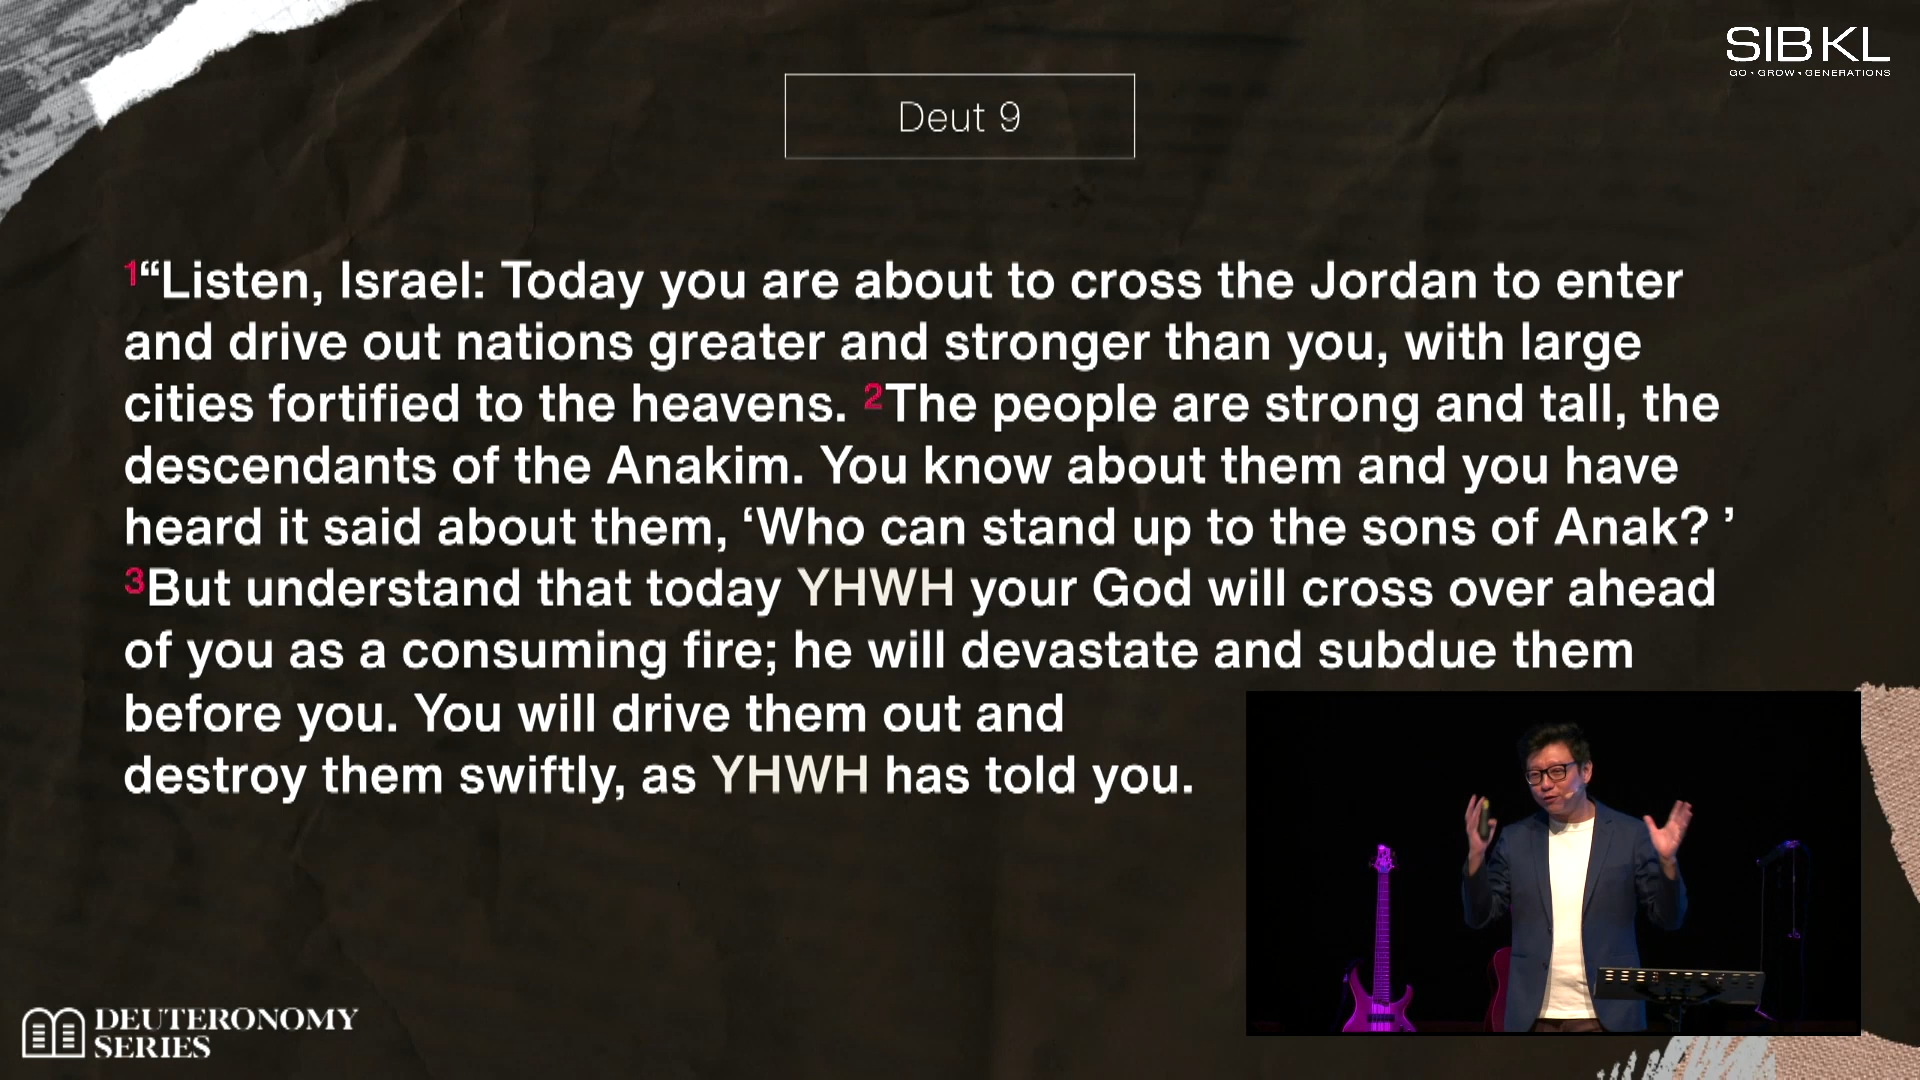 SIBKL
GO • GROW • GENERATIONS
Deut 9
1“Listen, Israel: Today you are about to cross the Jordan to enter
and drive out nations greater and stronger than you, with large
cities fortified to the heavens. 2The people are strong and tall, the
descendants of the Anakim. You know about them and you have
heard it said about them, ‘Who can stand up to the sons of Anak? ’
3But understand that today YHWH your God will cross over ahead
of you as a consuming fire; he will devastate and subdue them
before you. You will drive them out and
destroy them swiftly, as YHWH has told you.
DEUTERONOMY
SERIES